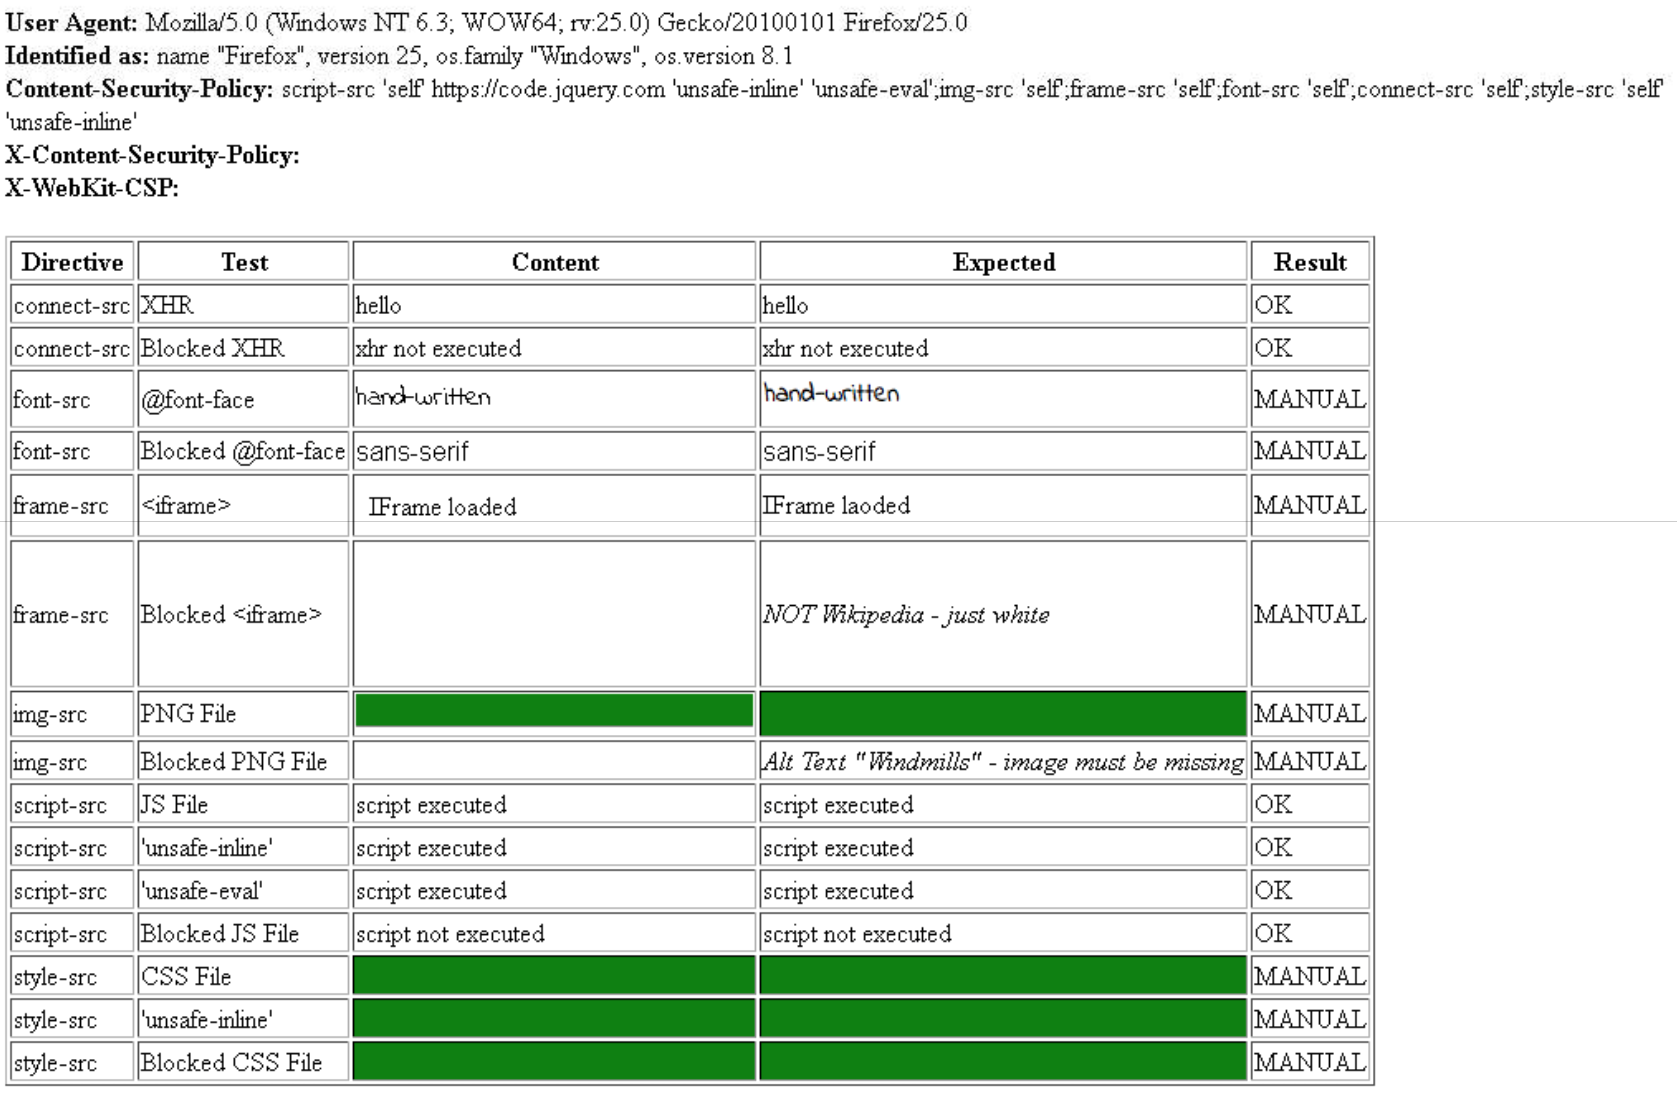 User Agent: Mozilla/5.0 (Windows NT 6.3; WOW64; rv:25.0) Gecko/20100101 Firefox/25.0
Identified as: name "Firefox", version 25, os.family "Windows", os.version 8.1
Content-Security-Policy: script-src 'self' https://code.jquery.com 'unsafe-inline' 'unsafe-eval';img-src 'self';frame-src 'self';font-src 'self';connect-src 'self';style-src 'self'
'unsafe-inline'
X-Content-Security-Policy:
X-WebKit-CSP:
Directive Test Content Expected Result
connect-src XHR hello hello OK
connect-src Blocked XHR xhr not executed xhr not executed OK
font-src @font-face hand-written hand-written MANUAL
font-src Blocked @font-face sans-serif sans-serif MANUAL
frame-src <iframe> IFrame loaded IFrame laoded MANUAL
frame-src Blocked <iframe> NOT Wikipedia - just white MANUAL
img-src PNG File MANUAL
img-src Blocked PNG File Alt Text "Windmills" - image must be missing MANUAL
script-src JS File script executed script executed OK
script-src 'unsafe-inline' script executed script executed OK
script-src 'unsafe-eval' script executed script executed OK
script-src Blocked JS File script not executed script not executed OK
style-src CSS File MANUAL
style-src 'unsafe-inline' MANUAL
style-src Blocked CSS File MANUAL